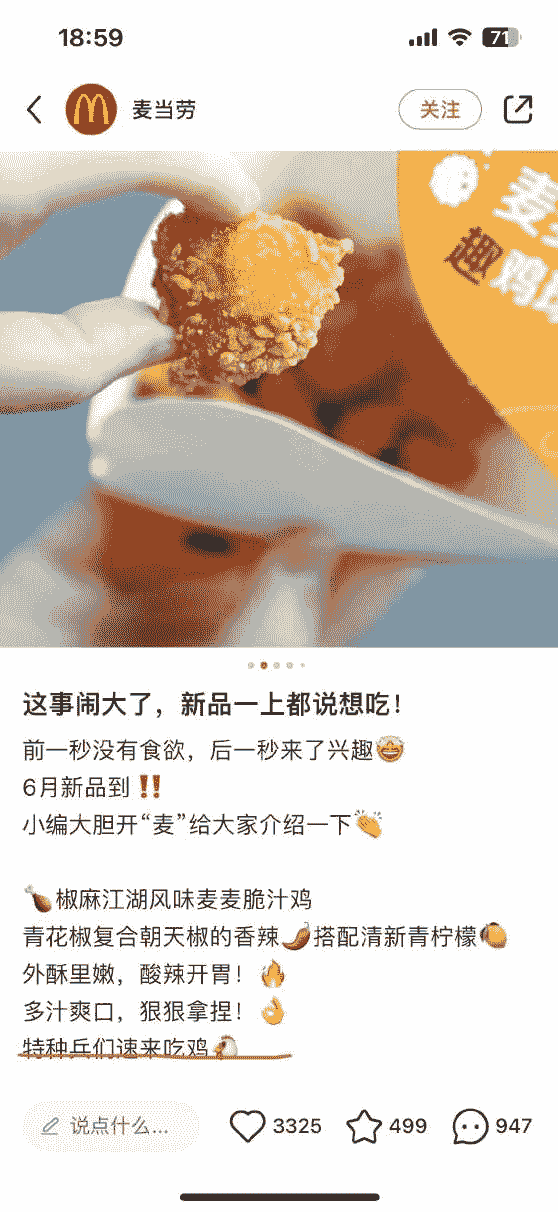 18:59
71
麦当劳
关注
麦
趣鸡
这事闹大了，新品一上都说想吃！
前一秒没有食欲，后一秒来了兴趣🤩
6月新品到‼️
小编大胆开“麦”给大家介绍一下👏
🍗椒麻江湖风味麦麦脆汁鸡
青花椒复合朝天椒的香辣🌶️搭配清新青柠檬🍋
外酥里嫩，酸辣开胃！🔥
多汁爽口，狠狠拿捏！👌
特种兵们速来吃鸡🐔
说点什么...
3325
499
947